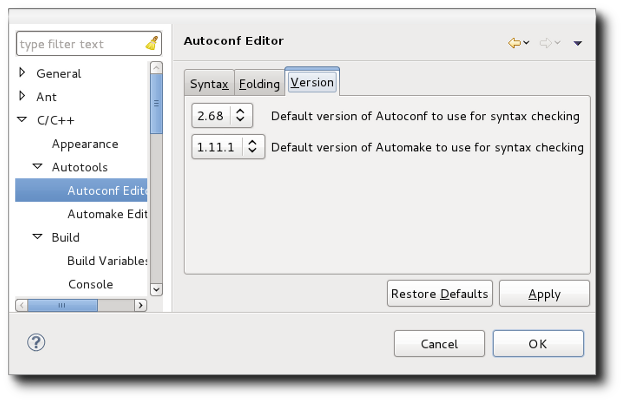 type filter text
General
Ant
C/C++
Appearance
Autotools
Autoconf Edito
Automake Edit
Build
Build Variable
Console
Autoconf Editor
Syntax Folding Version
2.68 Default version of Autoconf to use for syntax checking
1.11.1 Default version of Automake to use for syntax checking
Restore Defaults Apply
? Cancel OK